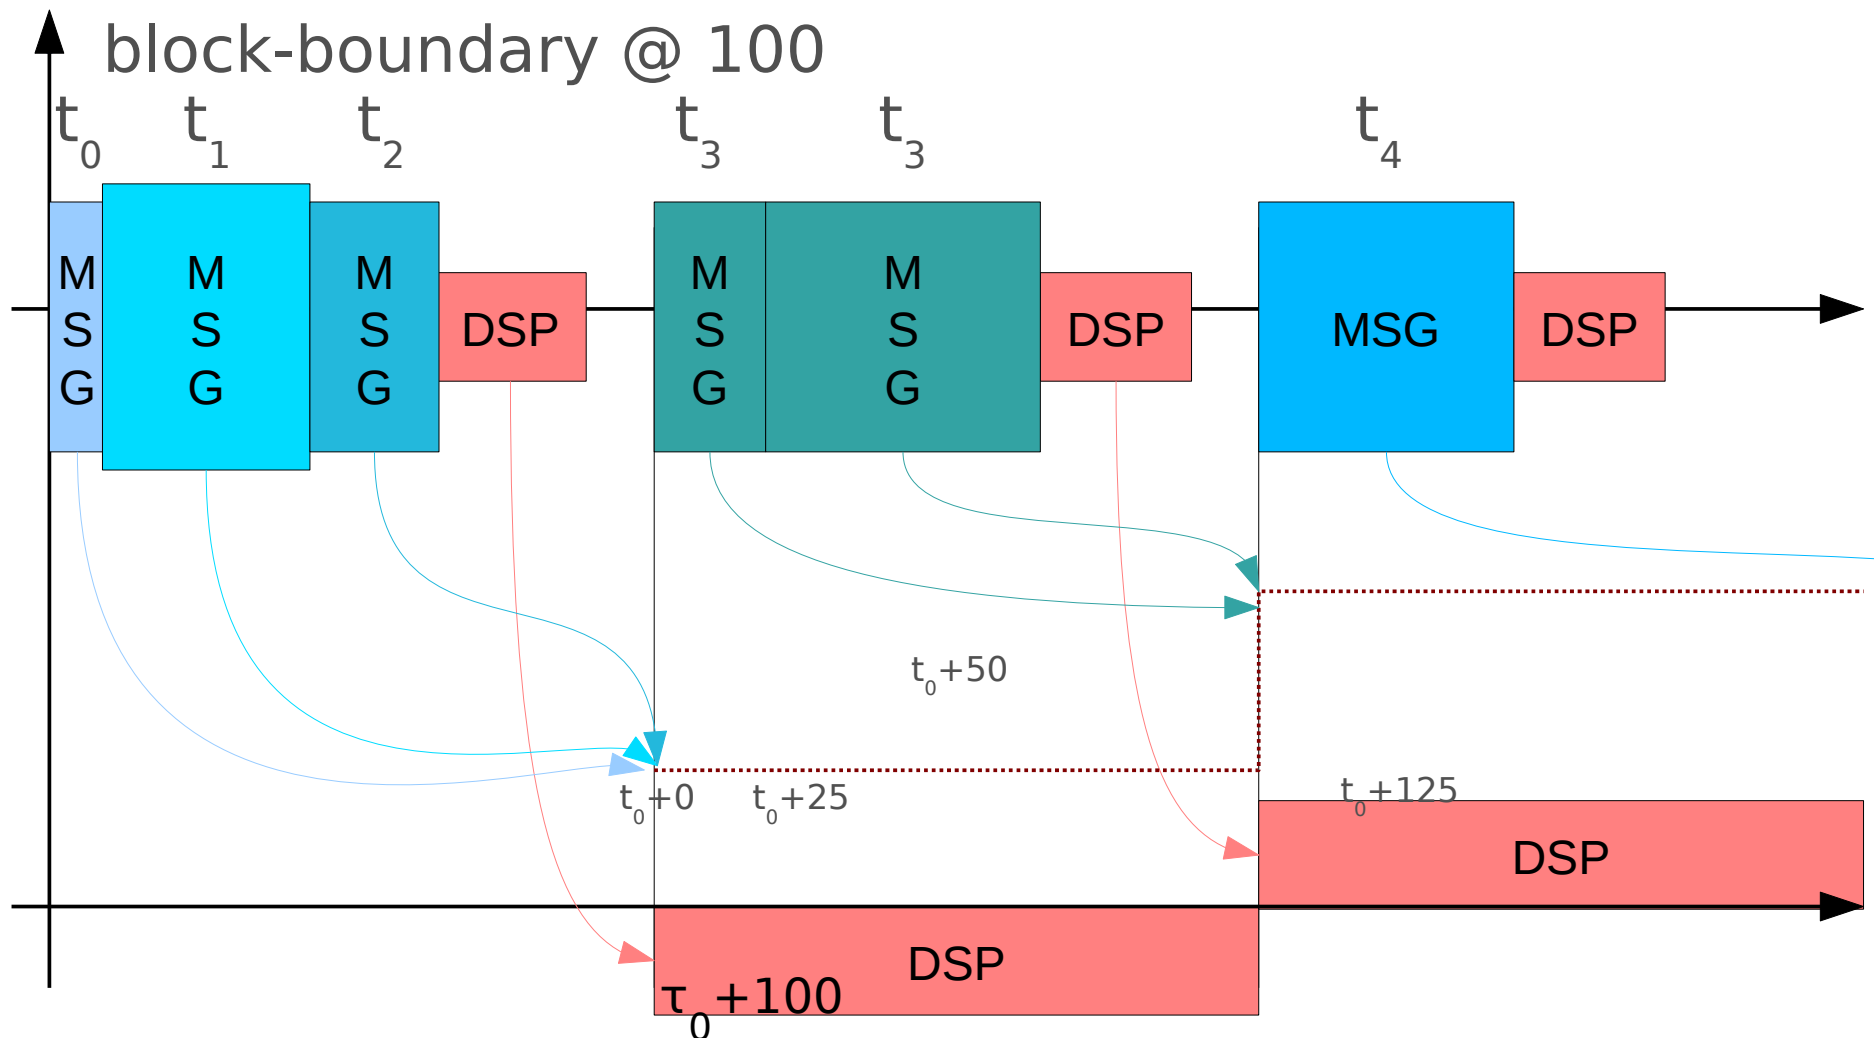 block-boundary @ 100
t0 t1 t2 t3 t3 t4
M
S
G
M
S
G
M
S
G
DSP
M
S
G
M
S
G
DSP
MSG
DSP
t0+50
t0+0
t0+25
t0+125
DSP
DSP
τ0+100